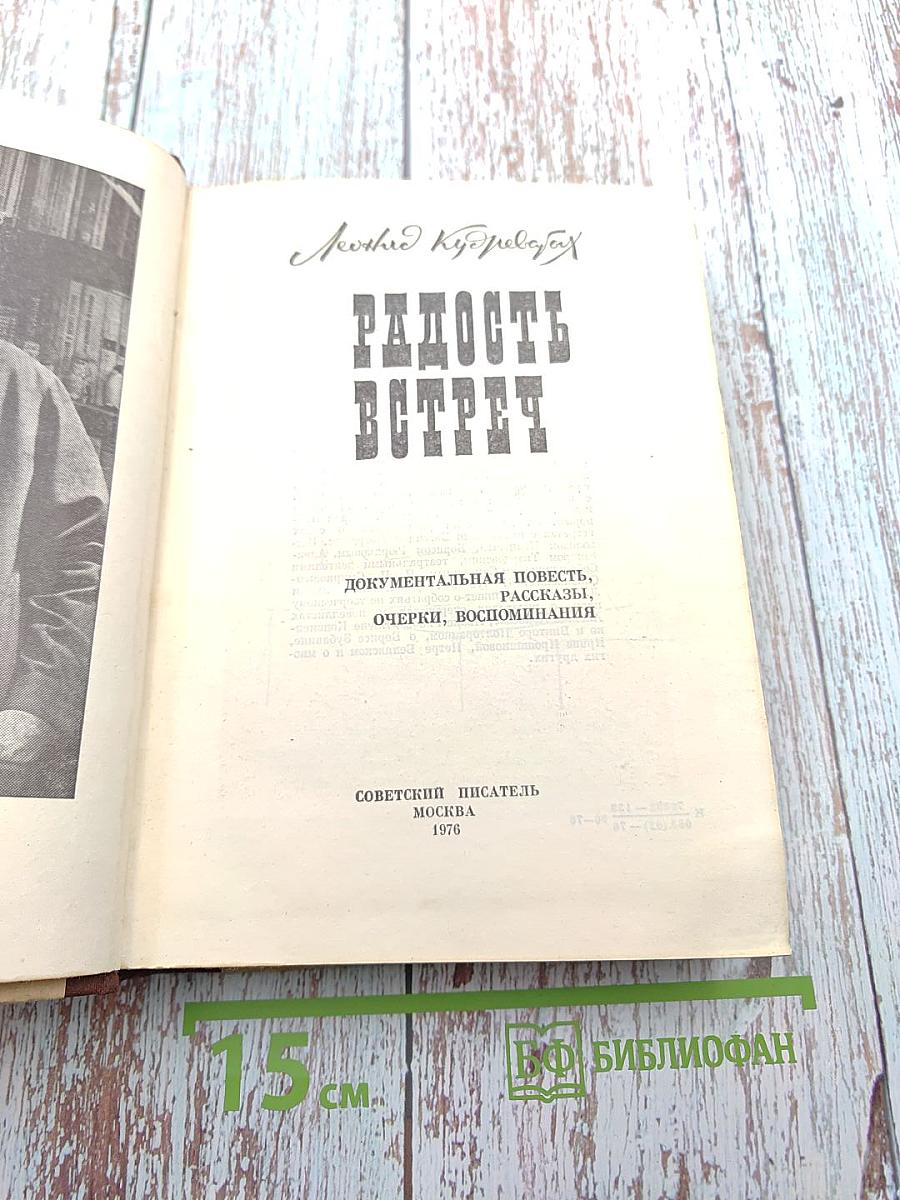 Леонид Кудреватых
РАДОСТЬ
ВСТРЕЧ
ДОКУМЕНТАЛЬНАЯ ПОВЕСТЬ,
РАССКАЗЫ,
ОЧЕРКИ, ВОСПОМИНАНИЯ
СОВЕТСКИЙ ПИСАТЕЛЬ
МОСКВА
1976
15 см
БФ БИБЛИОФАН